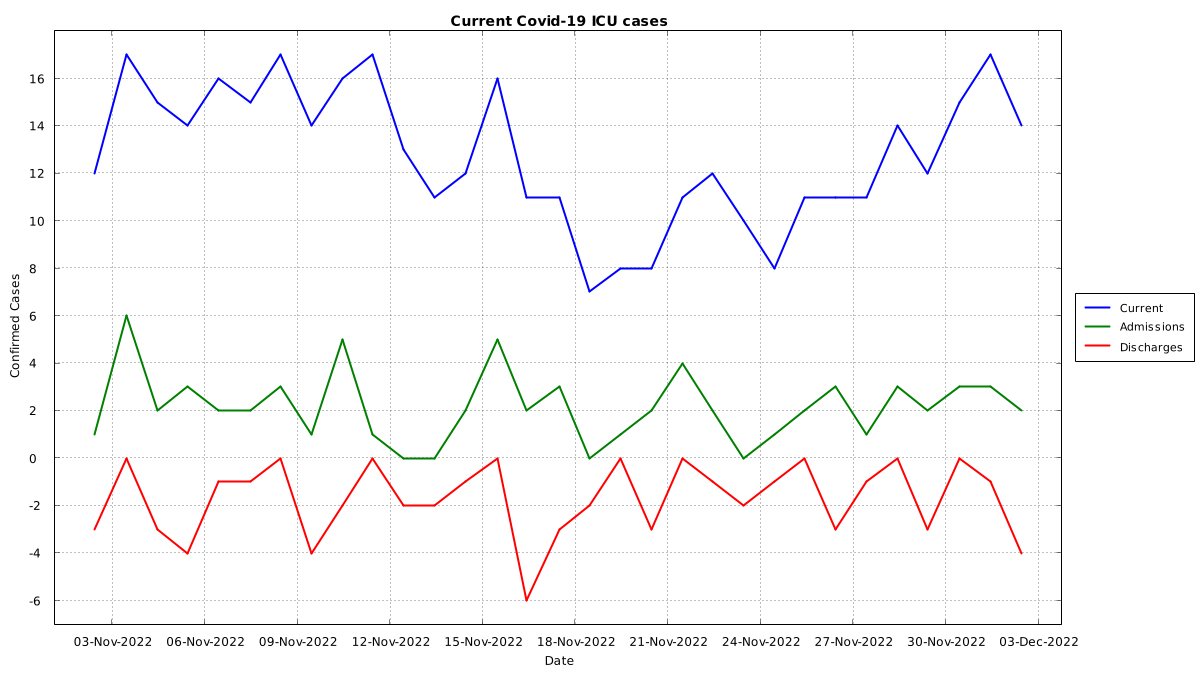 Current Covid-19 ICU cases
Confirmed Cases
16
14
12
10
8
6
4
2
0
-2
-4
-6
03-Nov-2022 06-Nov-2022 09-Nov-2022 12-Nov-2022 15-Nov-2022 18-Nov-2022 21-Nov-2022 24-Nov-2022 27-Nov-2022 30-Nov-2022 03-Dec-2022
Date
Current
Admissions
Discharges